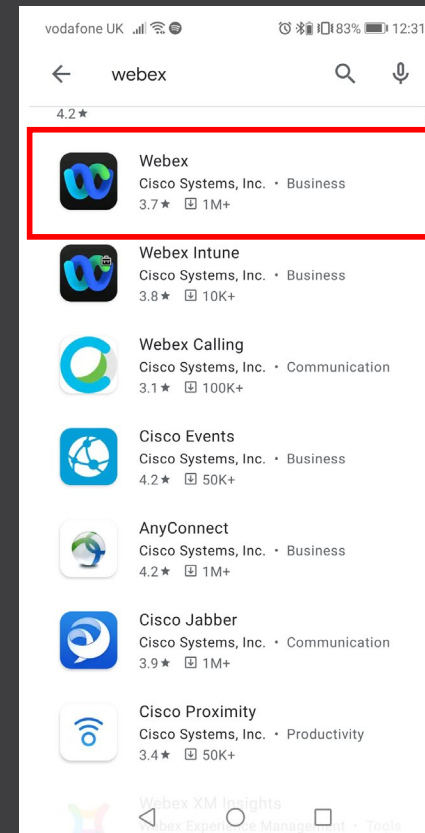 vodafone UK 83% 12:31
webex
4.2★
Webex
Cisco Systems, Inc. • Business
3.7★ 1M+
Webex Intune
Cisco Systems, Inc. • Business
3.8★ 10K+
Webex Calling
Cisco Systems, Inc. • Communication
3.1★ 100K+
Cisco Events
Cisco Systems, Inc. • Business
4.2★ 50K+
AnyConnect
Cisco Systems, Inc. • Business
4.2★ 1M+
Cisco Jabber
Cisco Systems, Inc. • Communication
3.9★ 1M+
Cisco Proximity
Cisco Systems, Inc. • Productivity
3.4★ 50K+
Webex XM Insights
Webex Experience Management • Tools